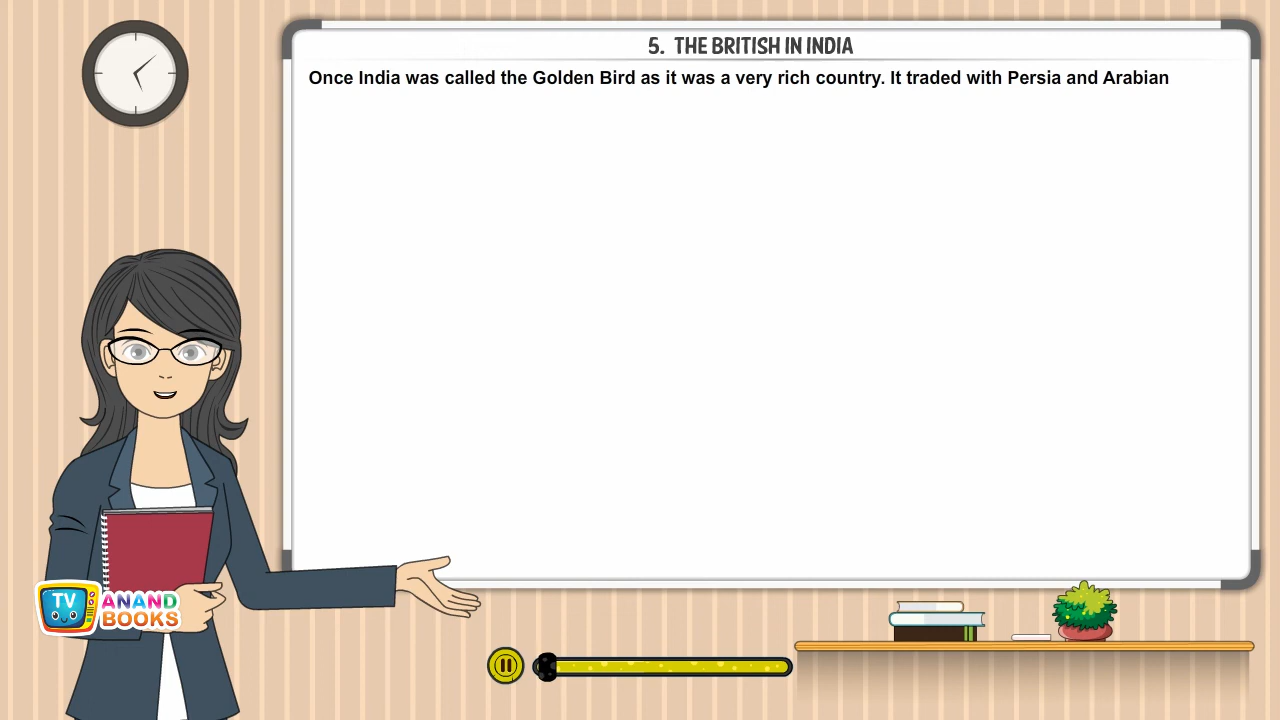 5. THE BRITISH IN INDIA
Once India was called the Golden Bird as it was a very rich country. It traded with Persia and Arabian
TV
ANAND
BOOKS